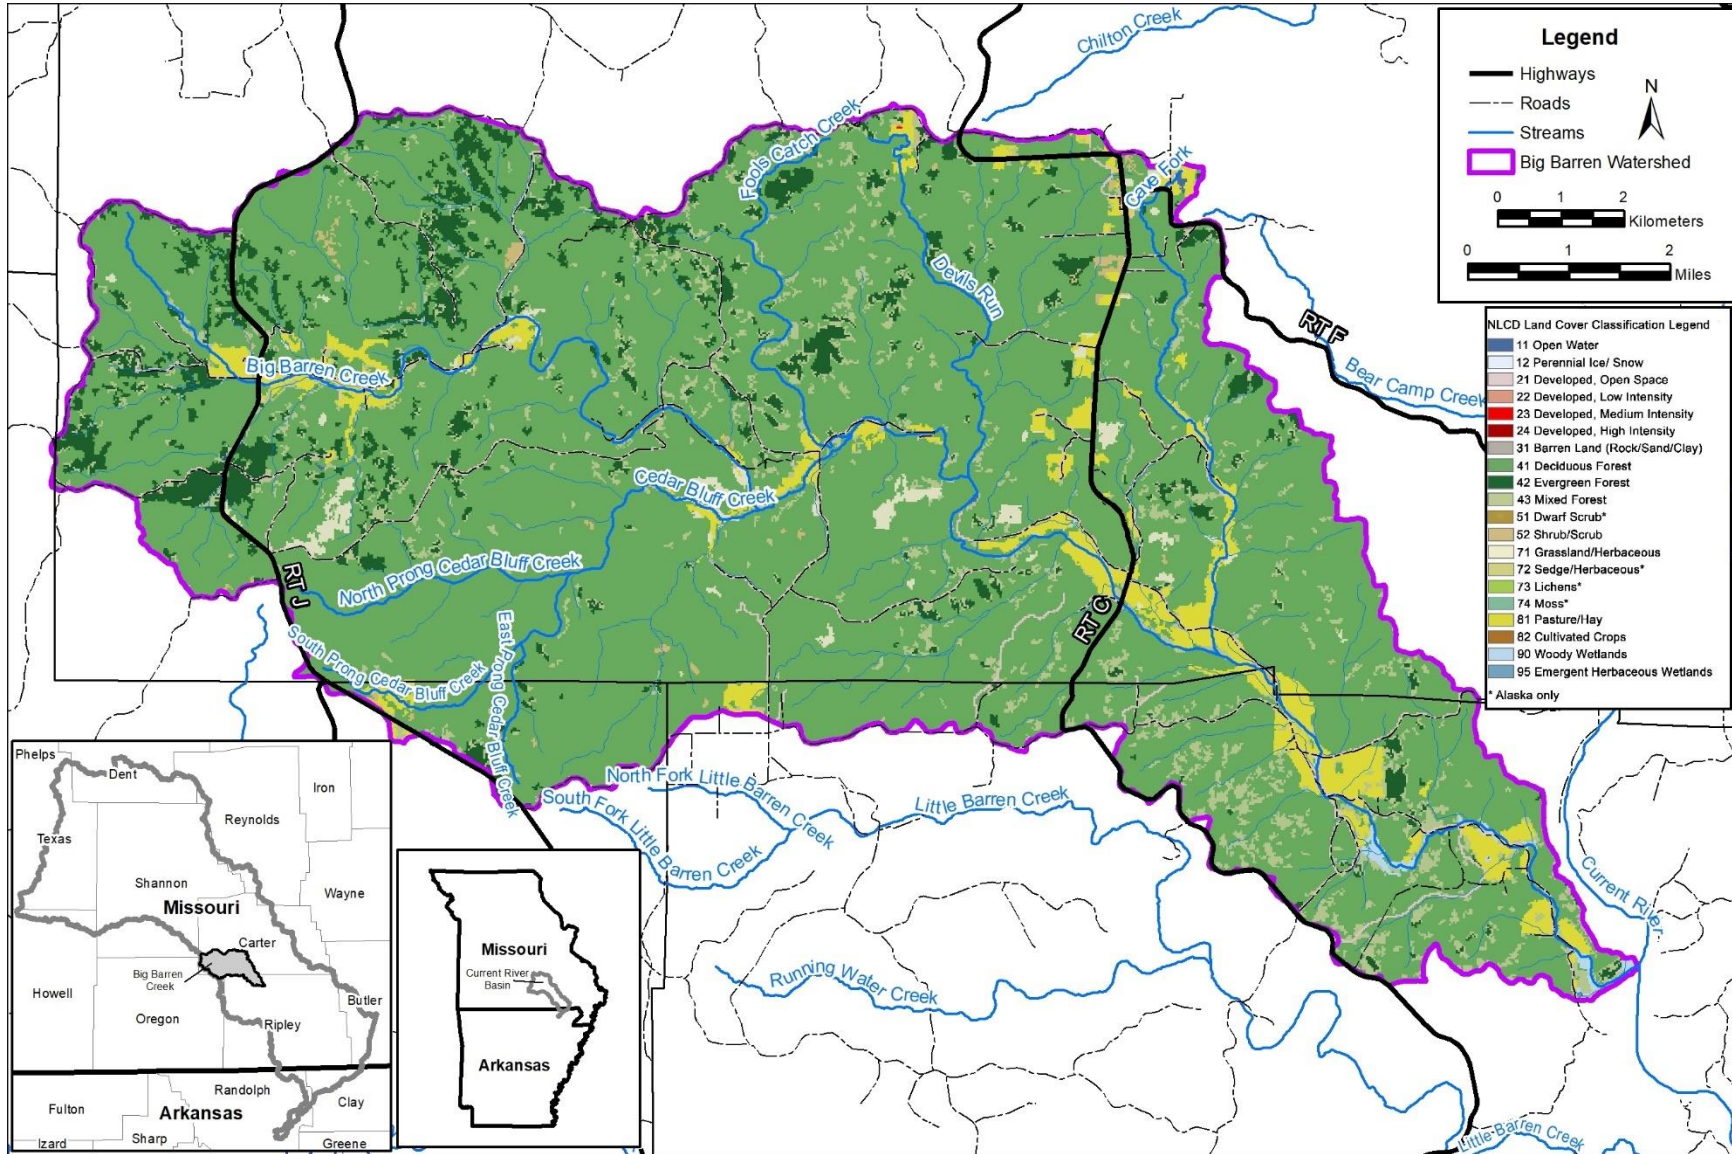 Chilton Creek
Fools Catch Creek
Cave Fork
Devils Run
RT F
Bear Camp Creek
Big Barren Creek
Cedar Bluff Creek
North Prong Cedar Bluff Creek
RT J
South Prong Cedar Bluff Creek
East Prong Cedar Bluff Creek
RT C
North Fork Little Barren Creek
South Fork Little Barren Creek
Little Barren Creek
Running Water Creek
Current River
Little Barren Creek
Legend
Highways
Roads
Streams
Big Barren Watershed
N
0 1 2
Kilometers
0 1 2
Miles
NLCD Land Cover Classification Legend
11 Open Water
12 Perennial Ice/ Snow
21 Developed, Open Space
22 Developed, Low Intensity
23 Developed, Medium Intensity
24 Developed, High Intensity
31 Barren Land (Rock/Sand/Clay)
41 Deciduous Forest
42 Evergreen Forest
43 Mixed Forest
51 Dwarf Scrub*
52 Shrub/Scrub
71 Grassland/Herbaceous
72 Sedge/Herbaceous*
73 Lichens*
74 Moss*
81 Pasture/Hay
82 Cultivated Crops
90 Woody Wetlands
95 Emergent Herbaceous Wetlands
* Alaska only
Phelps
Dent
Iron
Texas
Reynolds
Shannon
Wayne
Missouri
Carter
Big Barren
Creek
Howell
Butler
Oregon
Ripley
Randolph
Fulton
Arkansas
Clay
Izard
Sharp
Greene
Missouri
Current River
Basin
Arkansas